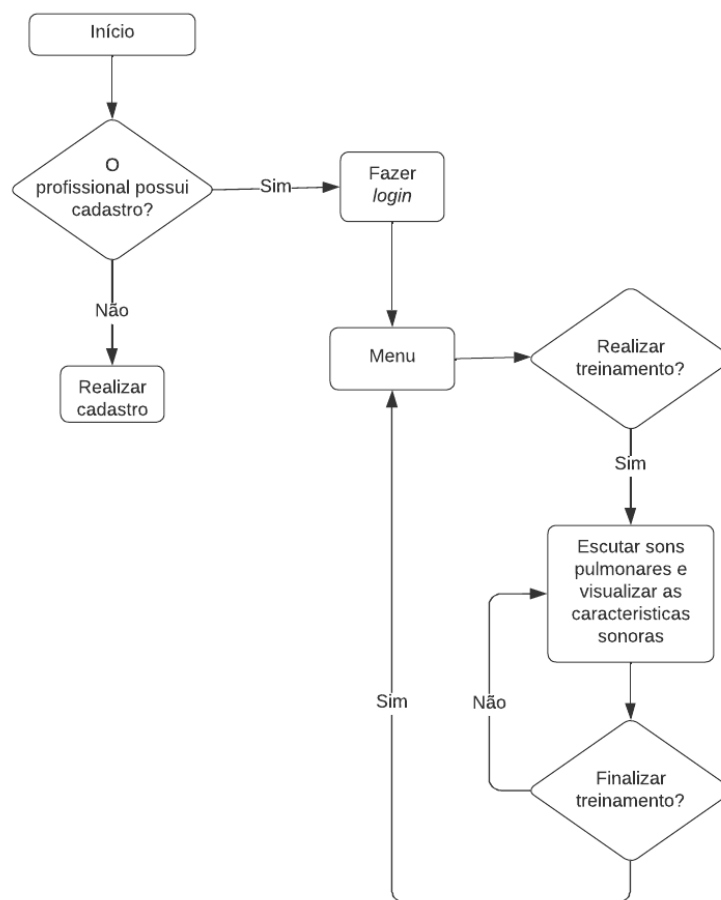 Início
O
profissional possui
cadastro?
Sim
Fazer
login
Não
Realizar
cadastro
Menu
Realizar
treinamento?
Sim
Escutar sons
pulmonares e
visualizar as
caracteristicas
sonoras
Sim
Não
Finalizar
treinamento?